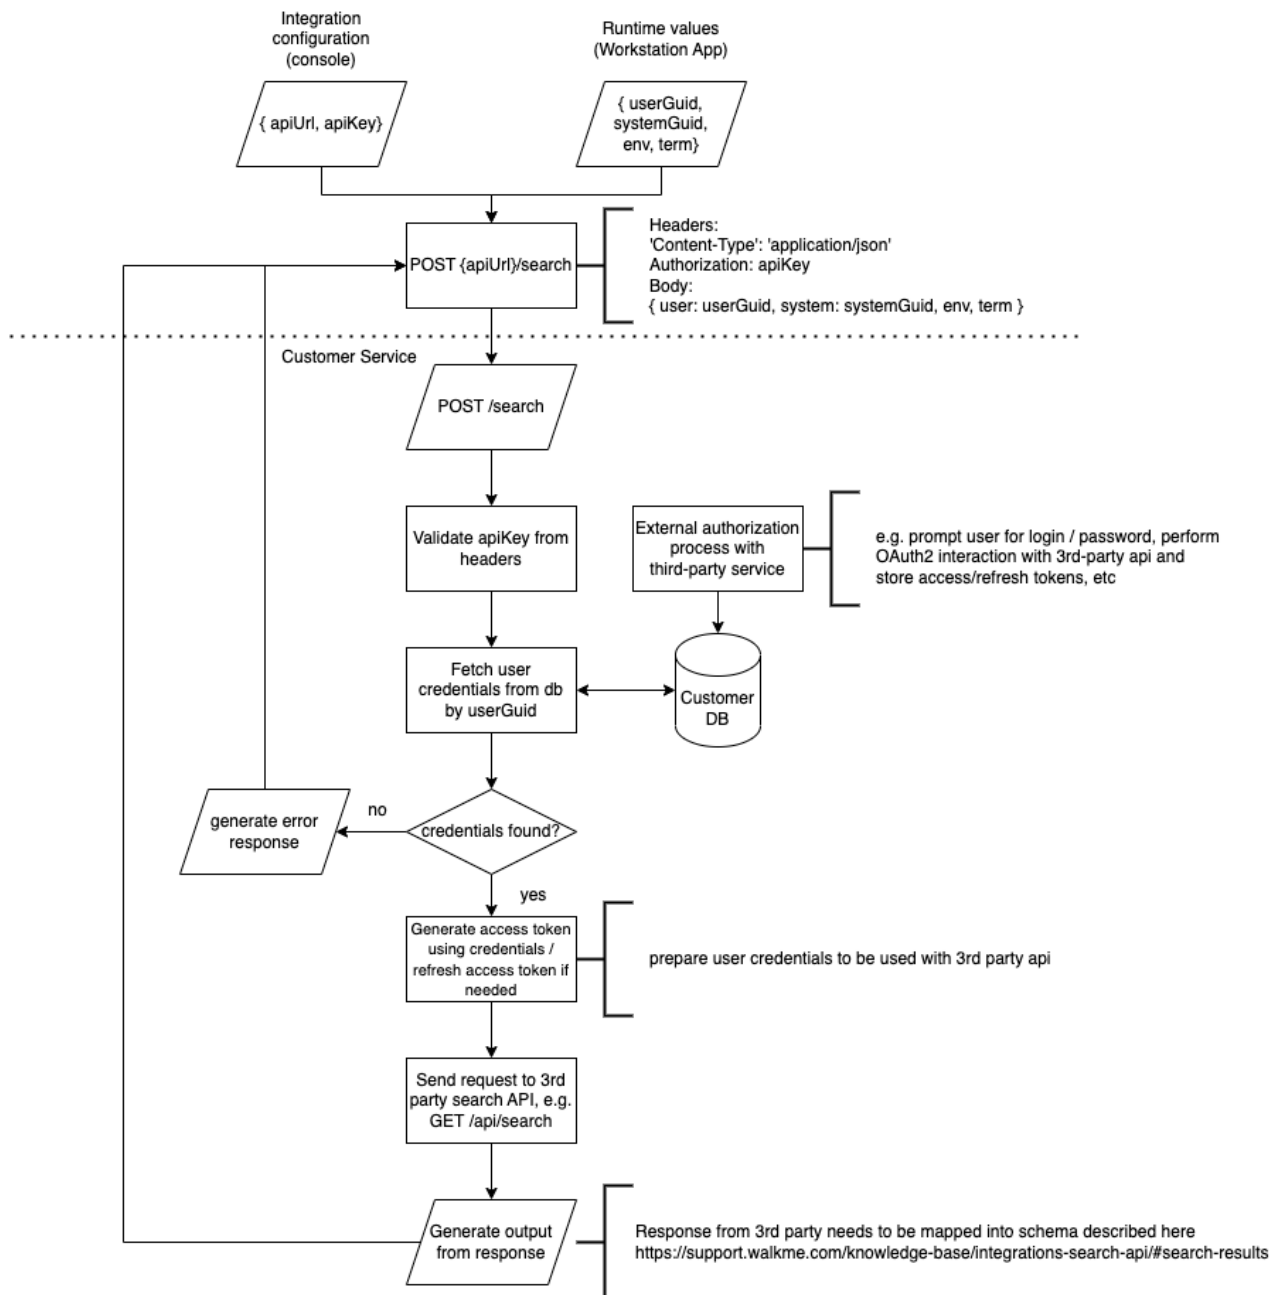 Integration
configuration
(console)
Runtime values
(Workstation App)
{ apiUrl, apiKey}
{ userGuid,
systemGuid,
env, term}
POST {apiUrl}/search
Headers:
'Content-Type': 'application/json'
Authorization: apiKey
Body:
{ user: userGuid, system: systemGuid, env, term }
Customer Service
POST /search
Validate apiKey from
headers
External authorization
process with
third-party service
e.g. prompt user for login / password, perform
OAuth2 interaction with 3rd-party api and
store access/refresh tokens, etc
Fetch user
credentials from db
by userGuid
Customer
DB
credentials found?
no
generate error
response
yes
Generate access token
using credentials /
refresh access token if
needed
prepare user credentials to be used with 3rd party api
Send request to 3rd
party search API, e.g.
GET /api/search
Generate output
from response
Response from 3rd party needs to be mapped into schema described here
https://support.walkme.com/knowledge-base/integrations-search-api/#search-results